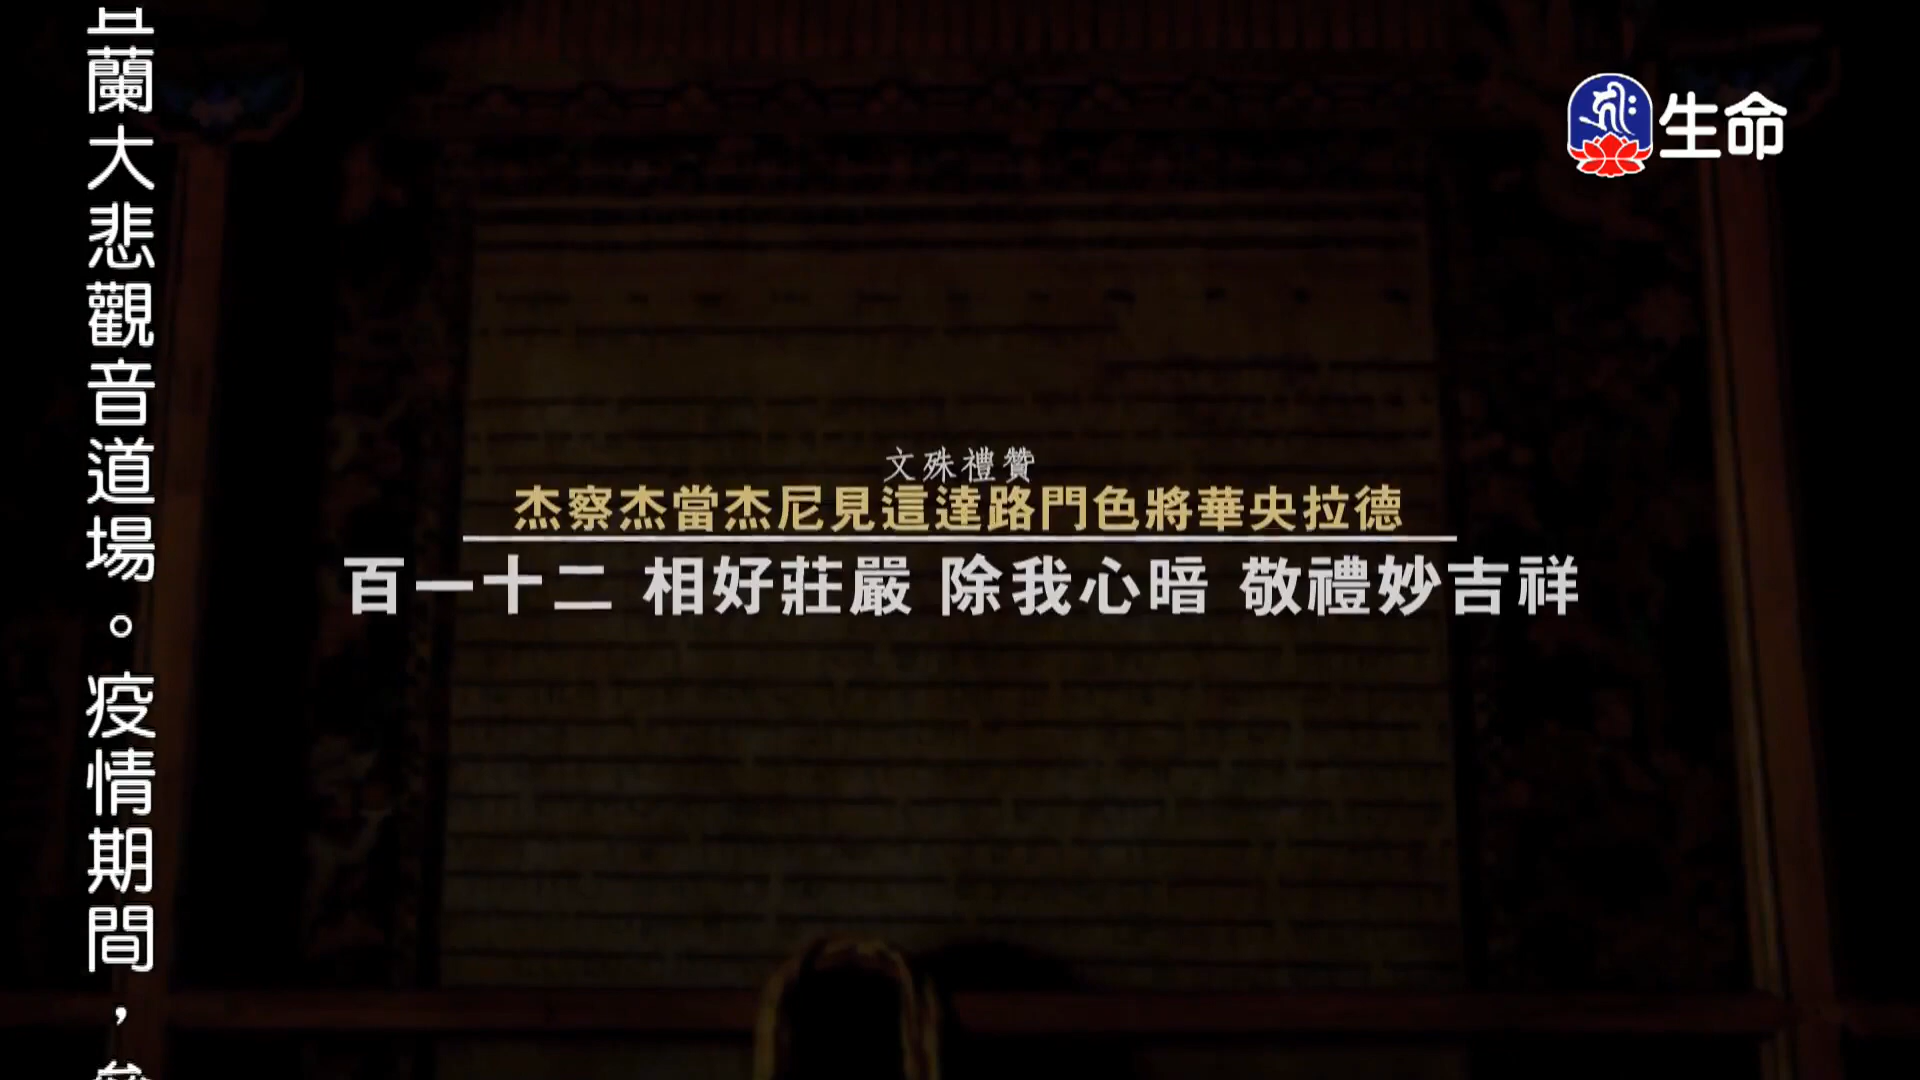 蘭大悲觀音道場。疫情期間，
生命
文殊禮贊
杰察杰當杰尼見這達路門色將華央拉德
百一十二 相好莊嚴 除我心暗 敬禮妙吉祥